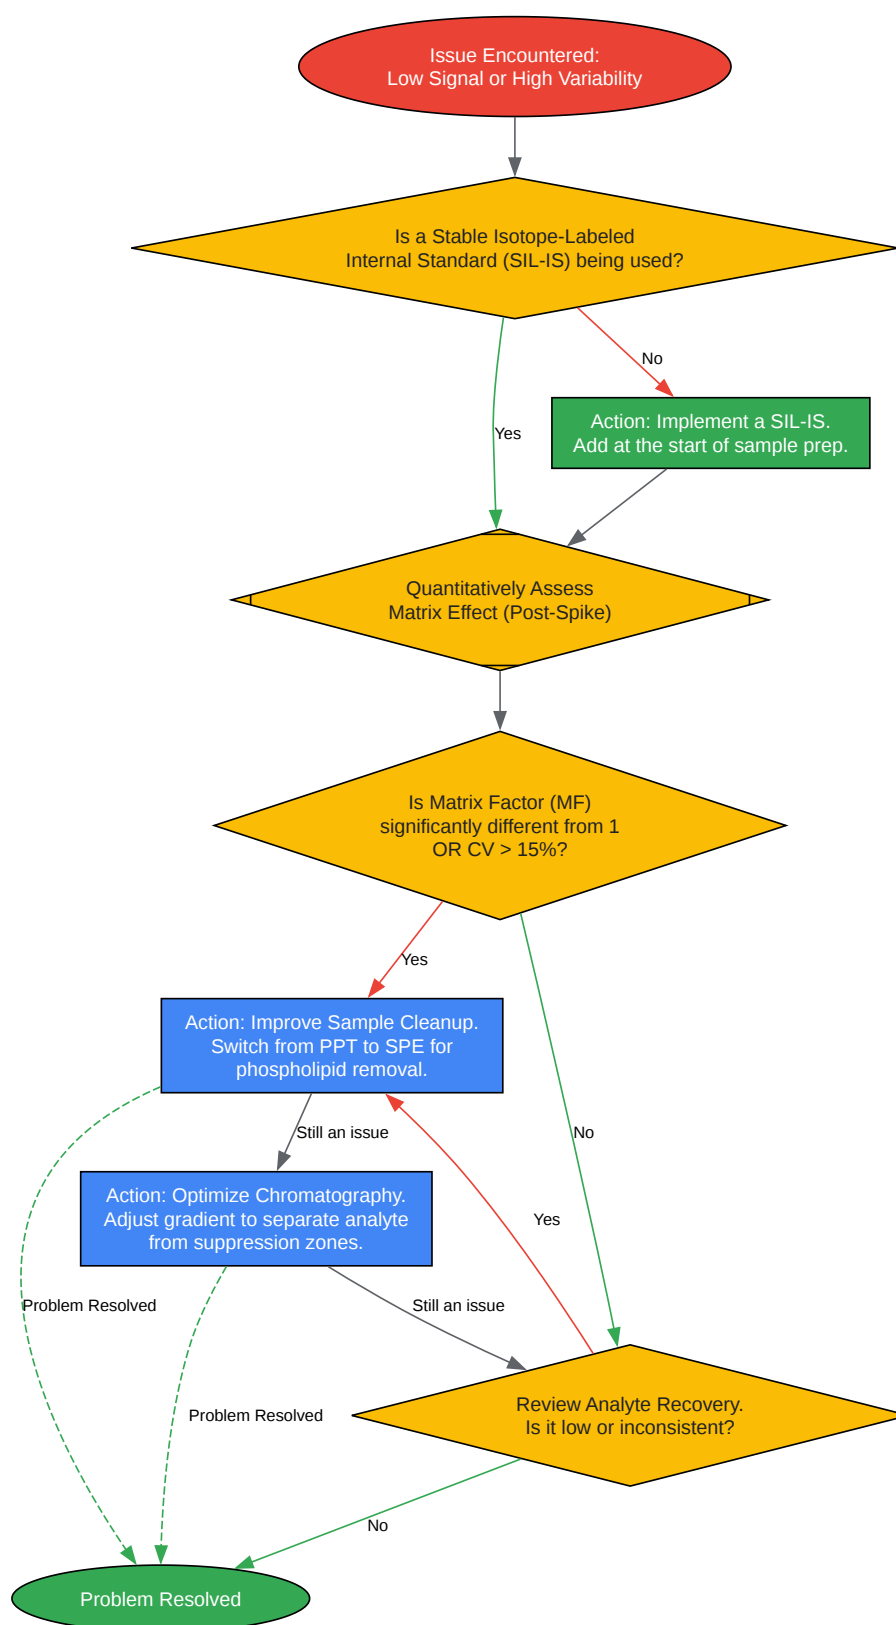 Issue Encountered:
Low Signal or High Variability
Is a Stable Isotope-Labeled
Internal Standard (SIL-IS) being used?
No
Action: Implement a SIL-IS.
Add at the start of sample prep.
Yes
Quantitatively Assess
Matrix Effect (Post-Spike)
Is Matrix Factor (MF)
significantly different from 1
OR CV > 15%?
Yes
Action: Improve Sample Cleanup.
Switch from PPT to SPE for
phospholipid removal.
Still an issue
No
Action: Optimize Chromatography.
Adjust gradient to separate analyte
from suppression zones.
Yes
Problem Resolved
Still an issue
Problem Resolved
Review Analyte Recovery.
Is it low or inconsistent?
No
Problem Resolved